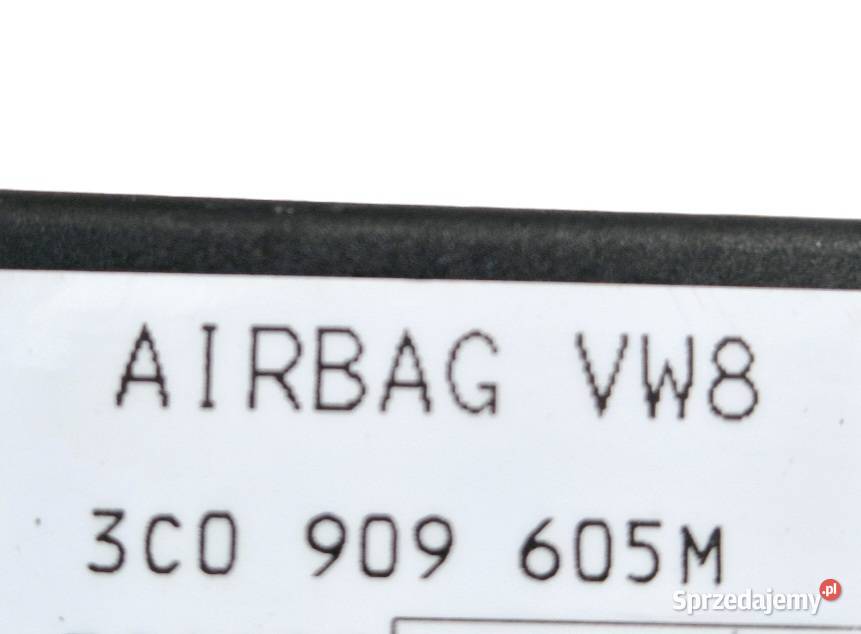 AIRBAG VW8
3C0 909 605M
Sprzedajemy.pl